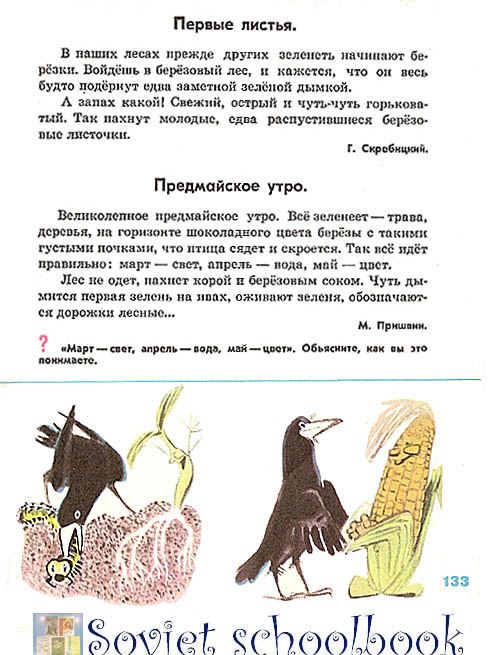 Первые листья.
В наших лесах прежде других зеленеть начинают бе-
рёзки. Войдёшь в берёзовый лес, и кажется, что он весь
будто подёрнут едва заметной зелёной дымкой.
А запах какой! Свежий, острый и чуть-чуть горькова-
тый. Так пахнут молодые, едва распустившиеся берёзо-
вые листочки.
Г. Скребицкий.
Предмайское утро.
Великолепное предмайское утро. Всё зеленеет — трава,
деревья, на горизонте шоколадного цвета берёзы с такими
густыми почками, что птица сядет и скроется. Так всё идёт
правильно: март — свет, апрель — вода, май — цвет.
Лес не одет, пахнет корой и берёзовым соком. Чуть ды-
мится первая зелень на ивах, оживают зеленя, обозначают-
ся дорожки лесные...
М. Пришвин.
? «Март — свет, апрель — вода, май — цвет». Объясните, как вы это
понимаете.
133
Soviet schoolbook